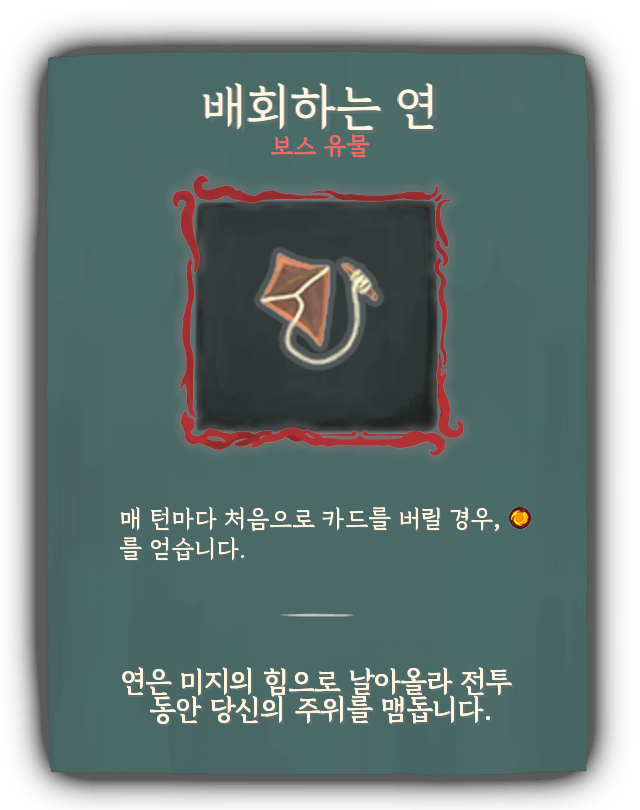 배회하는 연
보스 유물
매 턴마다 처음으로 카드를 버릴 경우,
를 얻습니다.
연은 미지의 힘으로 날아올라 전투
동안 당신의 주위를 맴돕니다.